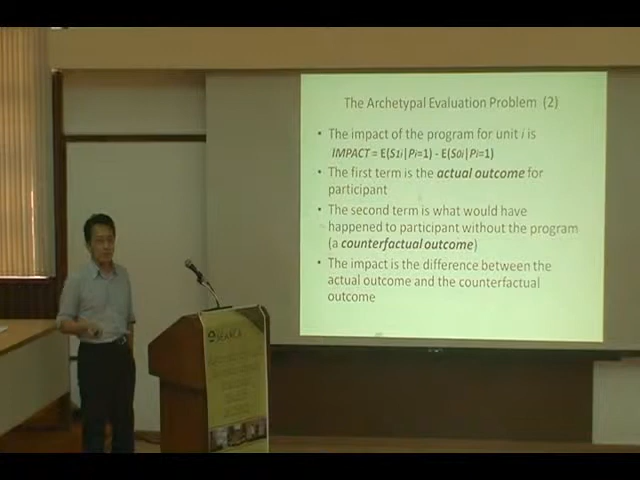 The Archetypal Evaluation Problem (2)
• The impact of the program for unit i is
IMPACT = E(S1i|Pi=1) - E(S0i|Pi=1)
• The first term is the actual outcome for
participant
• The second term is what would have
happened to participant without the program
(a counterfactual outcome)
• The impact is the difference between the
actual outcome and the counterfactual
outcome
SEARCA